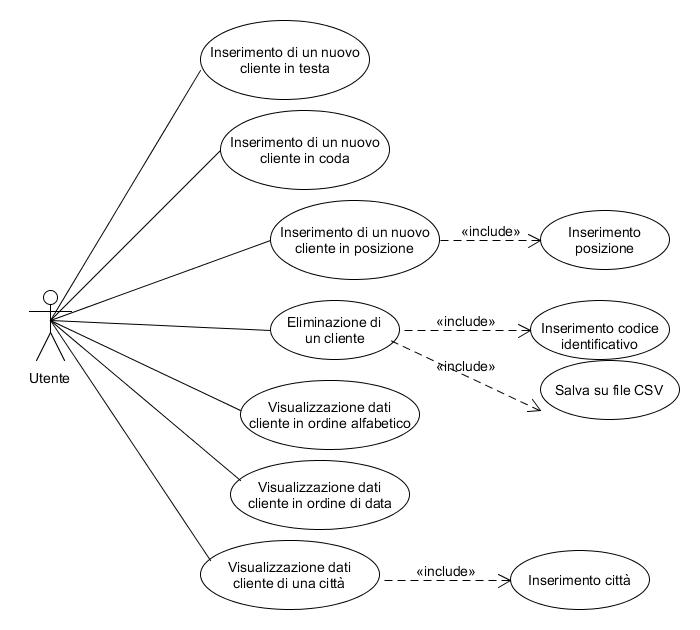 Inserimento di un nuovo
cliente in testa
Inserimento di un nuovo
cliente in coda
Inserimento di un nuovo
cliente in posizione
«include»
Inserimento
posizione
Utente
Eliminazione di
un cliente
«include»
Inserimento codice
identificativo
«include»
Salva su file CSV
Visualizzazione dati
cliente in ordine alfabetico
Visualizzazione dati
cliente in ordine di data
Visualizzazione dati
cliente di una città
«include»
Inserimento città